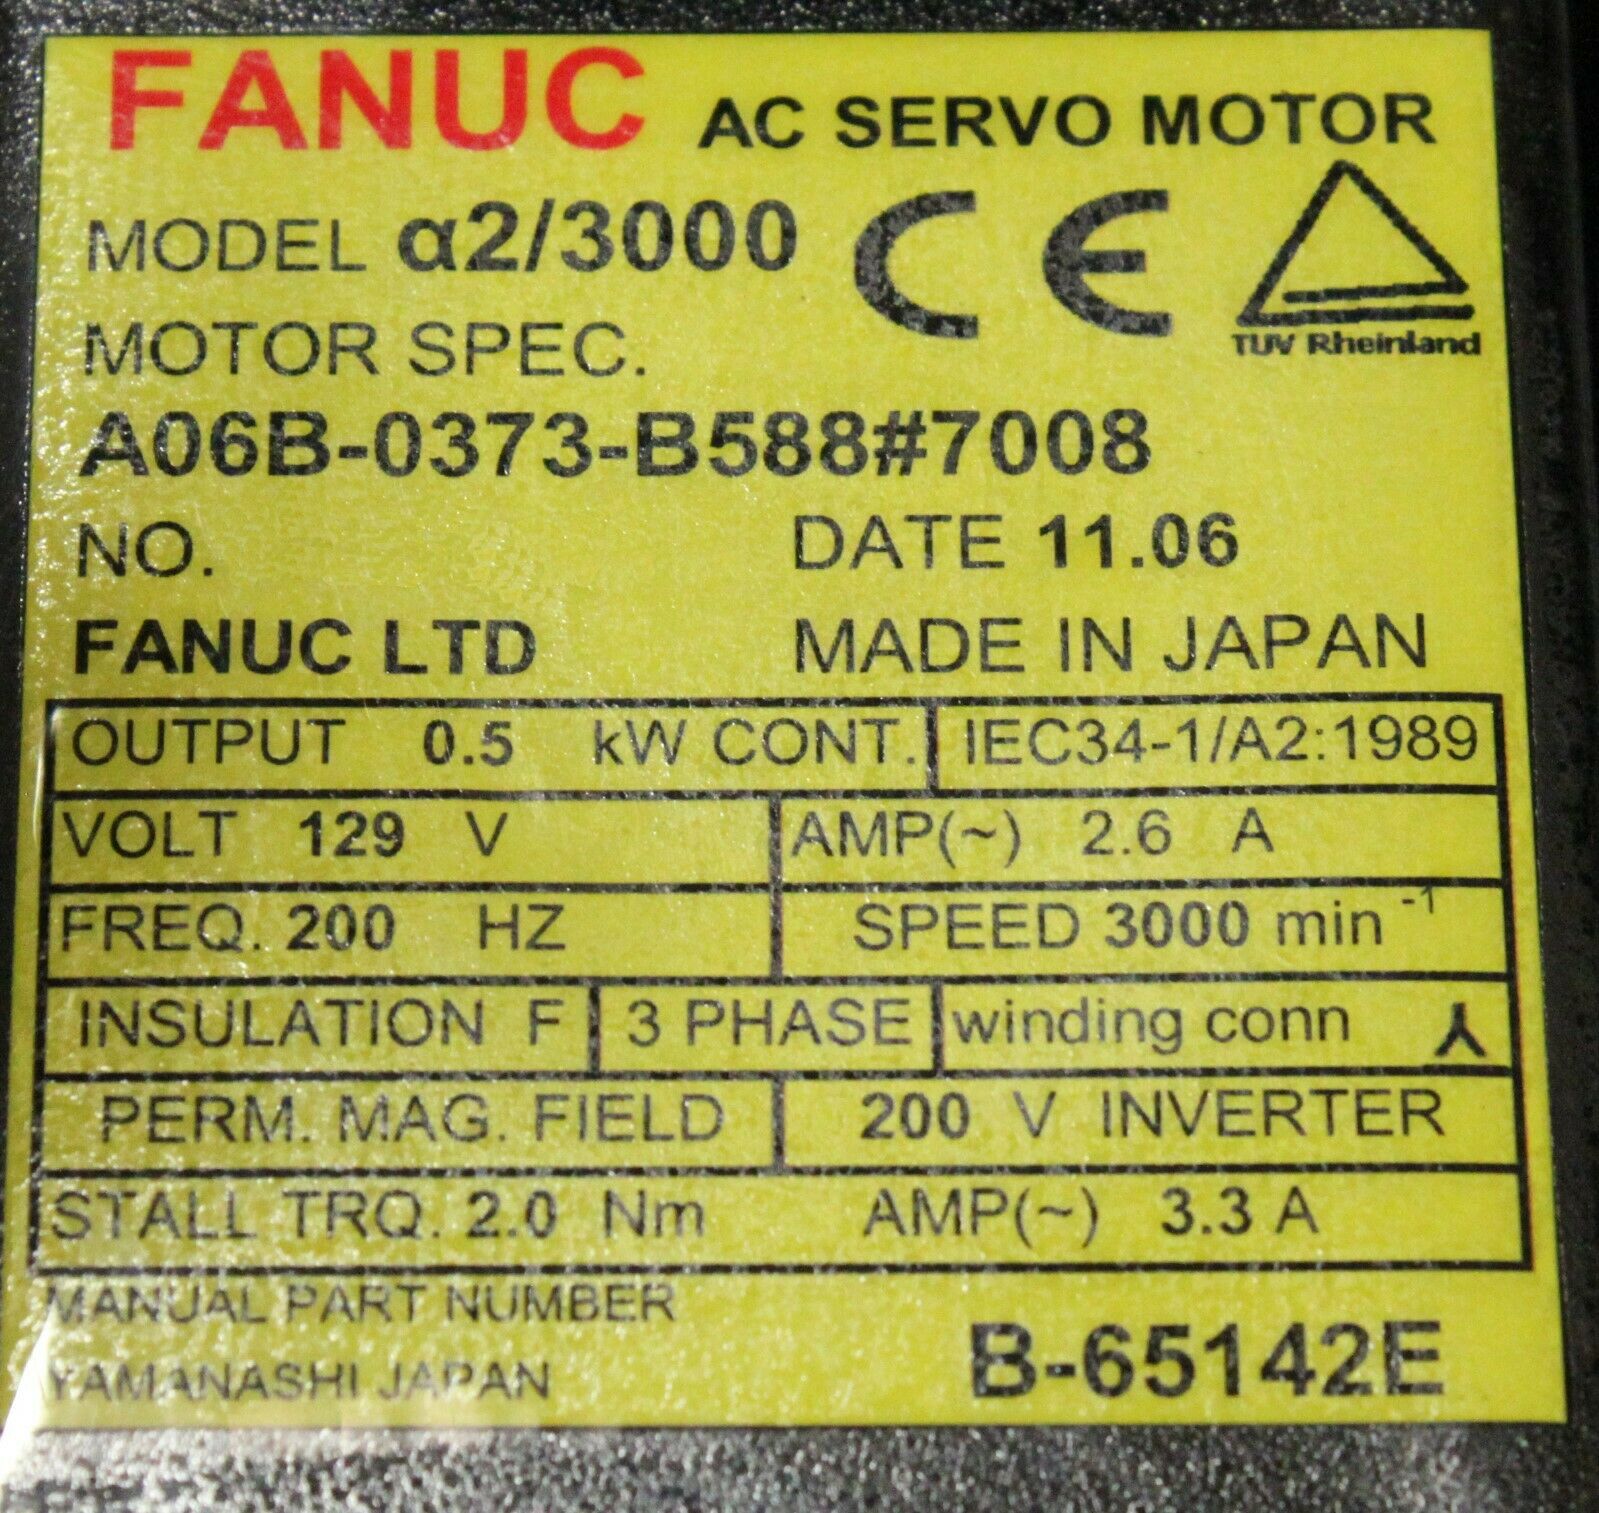 FANUC AC SERVO MOTOR
MODEL α2/3000 CE
TUV Rheinland
MOTOR SPEC.
A06B-0373-B588#7008
NO. DATE 11.06
FANUC LTD MADE IN JAPAN
OUTPUT 0.5 kW CONT. IEC34-1/A2:1989
VOLT 129 V AMP(~) 2.6 A
FREQ. 200 HZ SPEED 3000 min⁻¹
INSULATION F 3 PHASE winding conn
PERM. MAG. FIELD 200 V INVERTER
STALL TRQ. 2.0 Nm AMP(~) 3.3 A
MANUAL PART NUMBER
B-65142E
YAMANASHI JAPAN